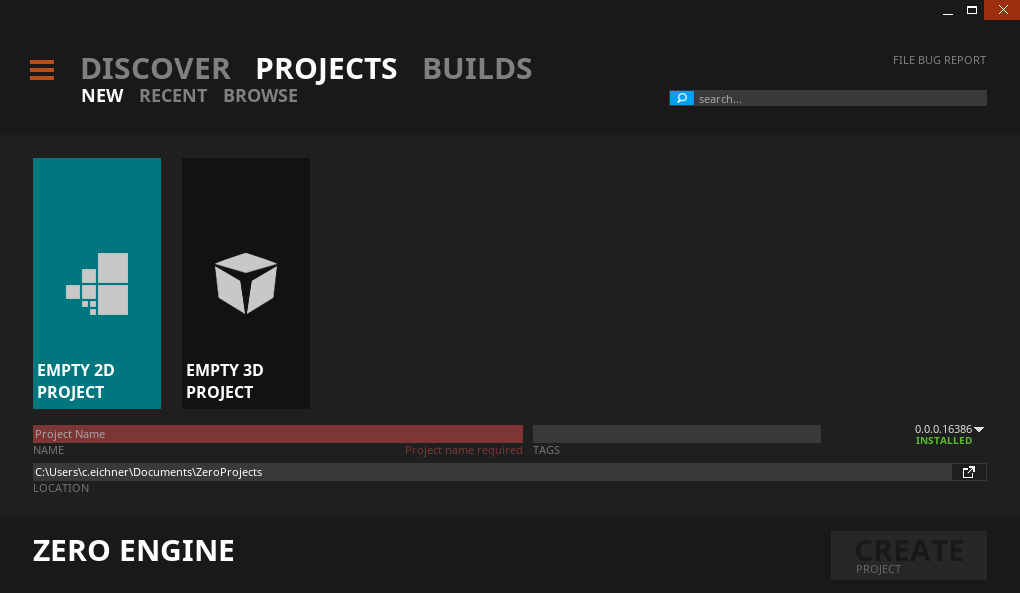 DISCOVER PROJECTS BUILDS
FILE BUG REPORT
NEW RECENT BROWSE
search...
EMPTY 2D
PROJECT
EMPTY 3D
PROJECT
Project Name
0.0.0.16386
NAME
Project name required
TAGS
INSTALLED
C:\Users\c.eichner\Documents\ZeroProjects
LOCATION
ZERO ENGINE
CREATE
PROJECT